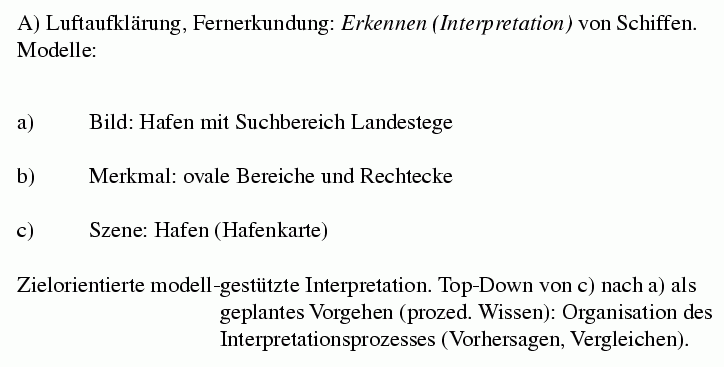 A) Luftaufklärung, Fernerkundung: Erkennen (Interpretation) von Schiffen.
Modelle:
a) Bild: Hafen mit Suchbereich Landestege
b) Merkmal: ovale Bereiche und Rechtecke
c) Szene: Hafen (Hafenkarte)
Zielorientierte modell-gestützte Interpretation. Top-Down von c) nach a) als
geplantes Vorgehen (prozed. Wissen): Organisation des
Interpretationsprozesses (Vorhersagen, Vergleichen).